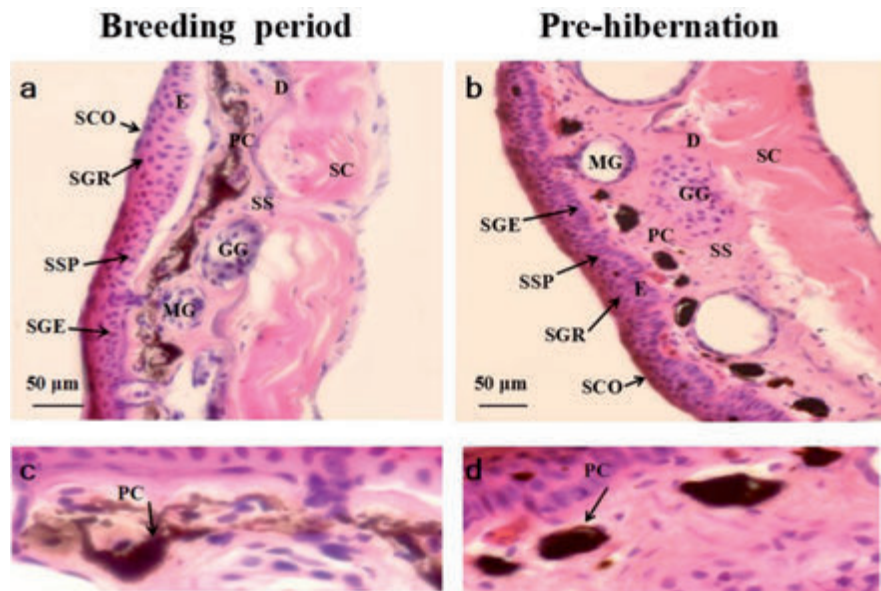 Breeding period
Pre-hibernation
a
E
D
SCO
PC
SGR
SC
SS
SSP
GG
MG
SGE
50 μm
b
D
MG
SC
GG
SGE
PC
SS
SSP
E
SGR
SCO
50 μm
c
PC
d
PC